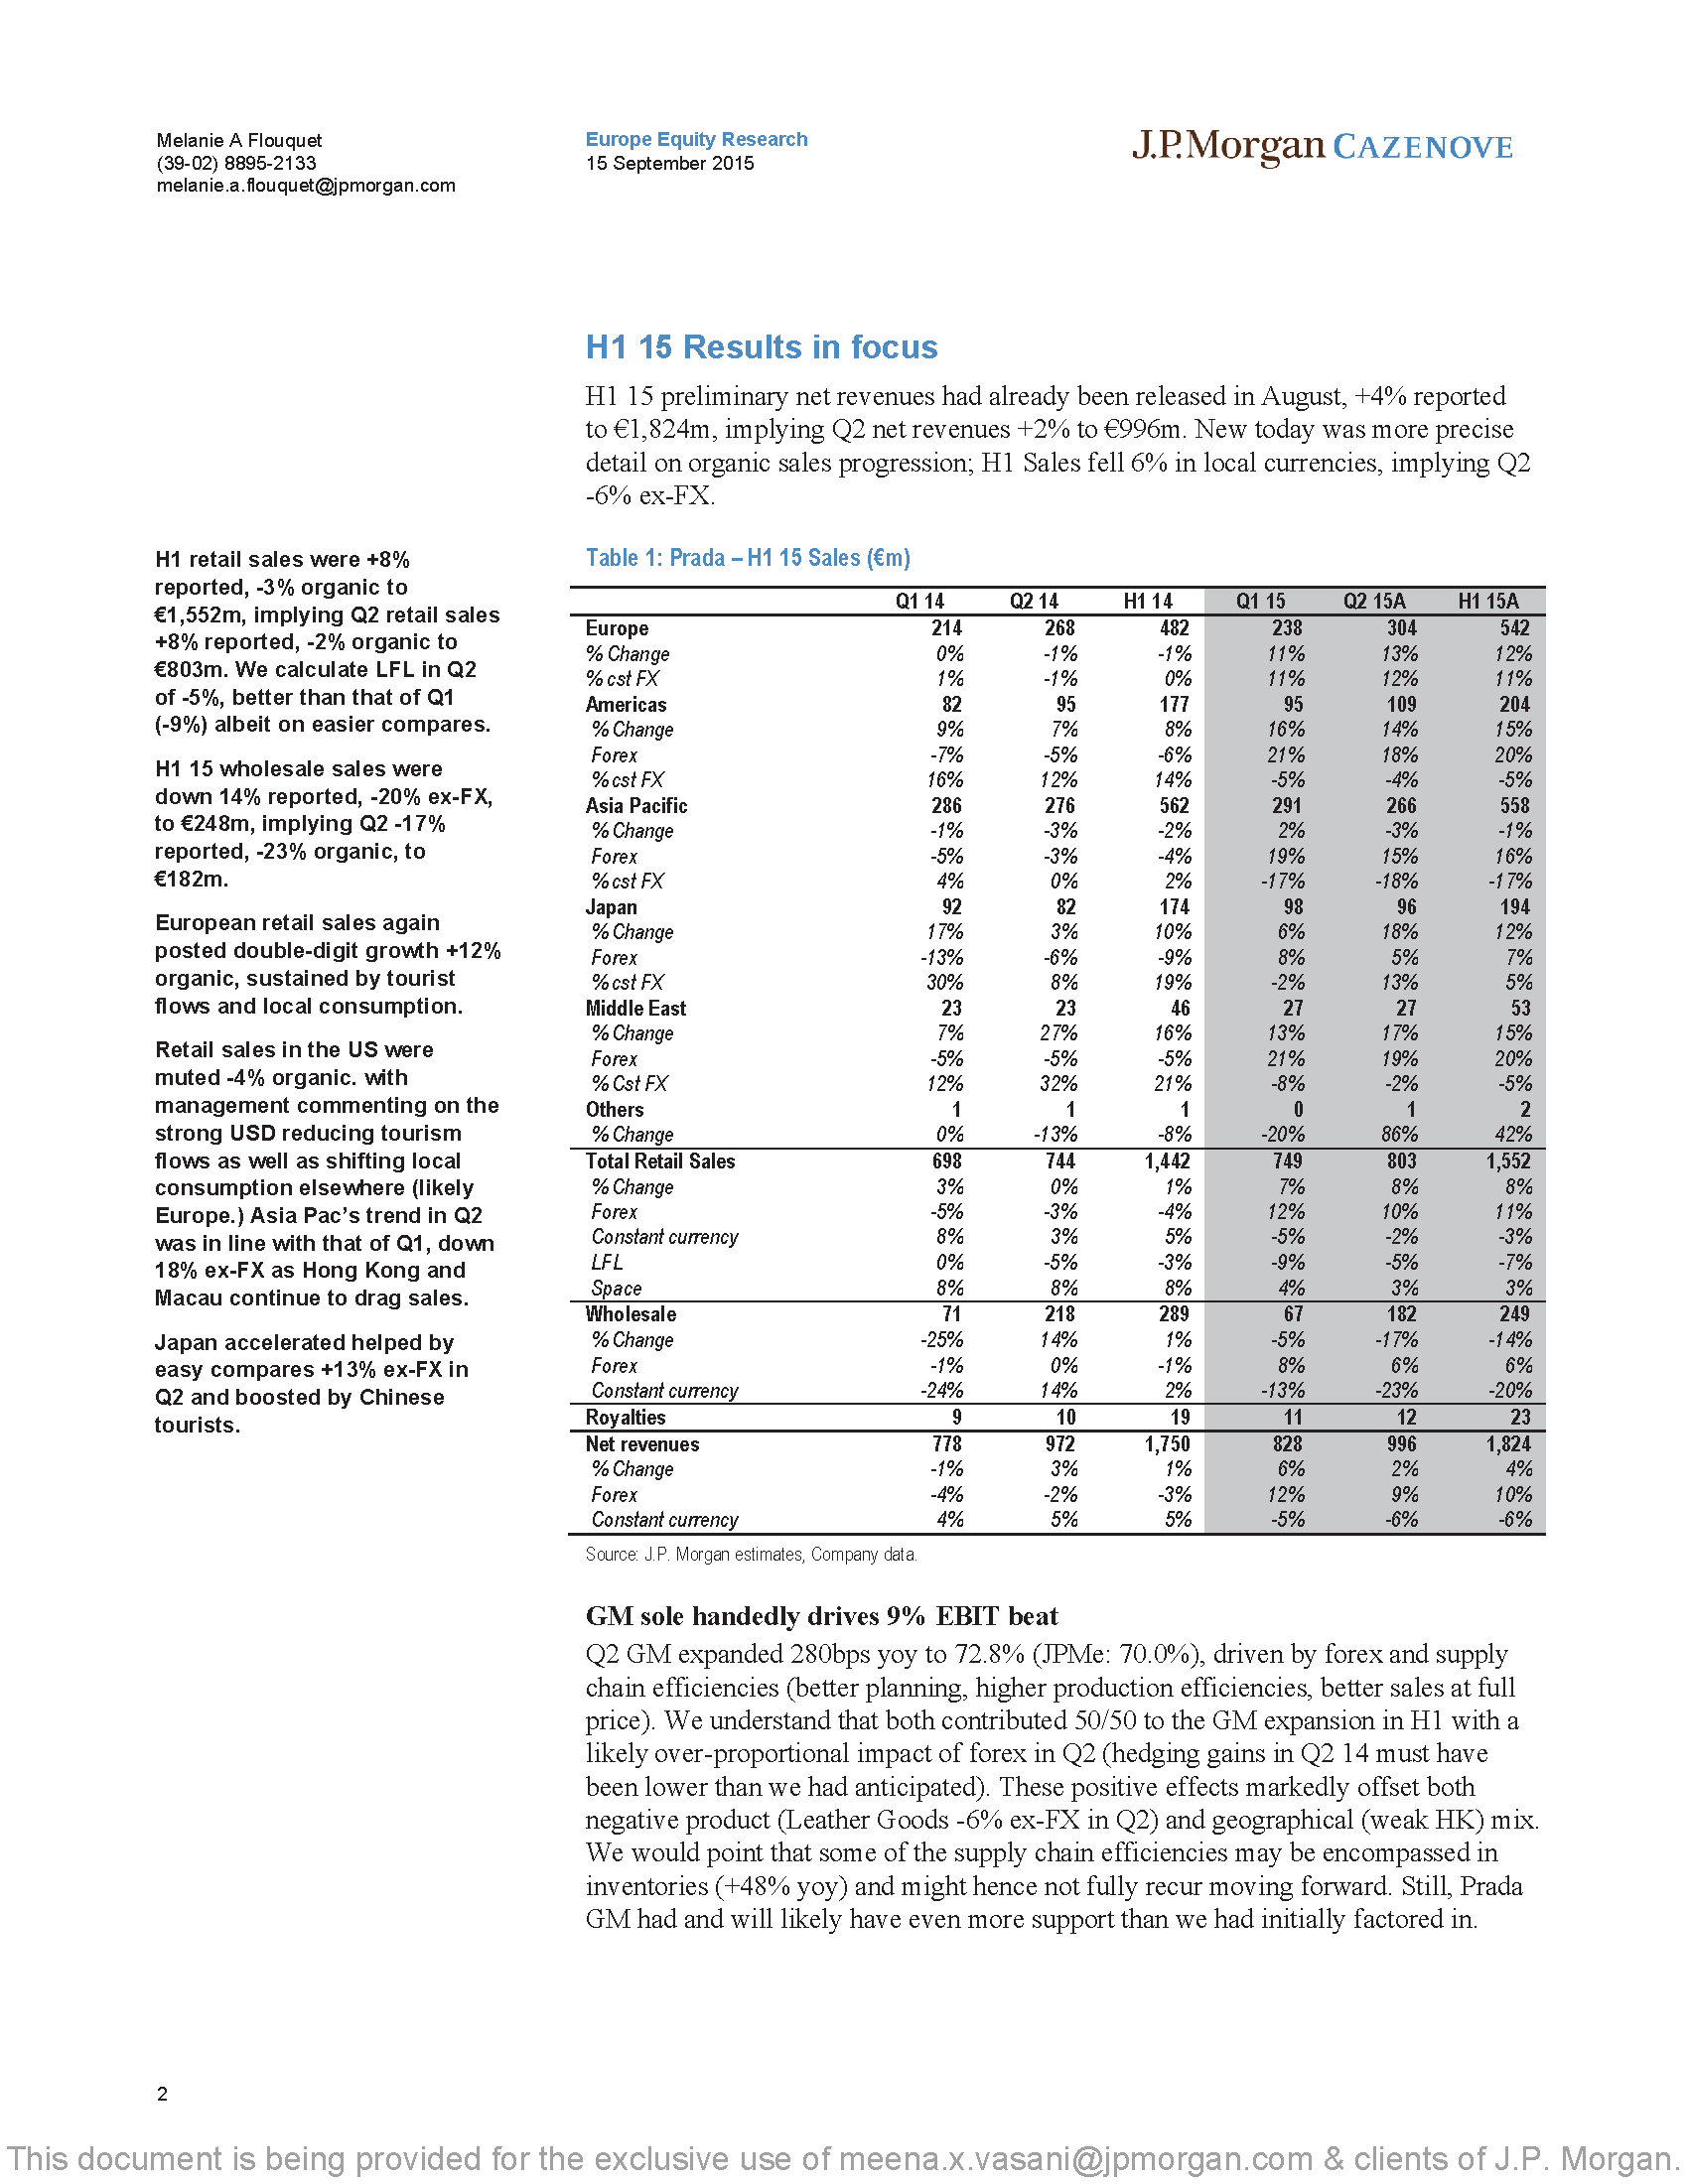 Melanie A Flouquet
(39-02) 8895-2133
melanie.a.flouquet@jpmorgan.com
Europe Equity Research
15 September 2015
J.P.Morgan CAZENOVE
H1 15 Results in focus
H1 15 preliminary net revenues had already been released in August, +4% reported
to €1,824m, implying Q2 net revenues +2% to €996m. New today was more precise
detail on organic sales progression; H1 Sales fell 6% in local currencies, implying Q2
-6% ex-FX.
H1 retail sales were +8%
reported, -3% organic to
€1,552m, implying Q2 retail sales
+8% reported, -2% organic to
€803m. We calculate LFL in Q2
of -5%, better than that of Q1
(-9%) albeit on easier compares.
H1 15 wholesale sales were
down 14% reported, -20% ex-FX,
to €248m, implying Q2 -17%
reported, -23% organic, to
€182m.
European retail sales again
posted double-digit growth +12%
organic, sustained by tourist
flows and local consumption.
Retail sales in the US were
muted -4% organic. with
management commenting on the
strong USD reducing tourism
flows as well as shifting local
consumption elsewhere (likely
Europe.) Asia Pac's trend in Q2
was in line with that of Q1, down
18% ex-FX as Hong Kong and
Macau continue to drag sales.
Japan accelerated helped by
easy compares +13% ex-FX in
Q2 and boosted by Chinese
tourists.
Table 1: Prada – H1 15 Sales (€m)
Q1 14 Q2 14 H1 14 Q1 15 Q2 15A H1 15A
Europe 214 268 482 238 304 542
% Change 0% -1% -1% 11% 13% 12%
% cst FX 1% -1% 0% 11% 12% 11%
Americas 82 95 177 95 109 204
% Change 9% 7% 8% 16% 14% 15%
Forex -7% -5% -6% 21% 18% 20%
% cst FX 16% 12% 14% -5% -4% -5%
Asia Pacific 286 276 562 291 266 558
% Change -1% -3% -2% 2% -3% -1%
Forex -5% -3% -4% 19% 15% 16%
% cst FX 4% 0% 2% -17% -18% -17%
Japan 92 82 174 98 96 194
% Change 17% 3% 10% 6% 18% 12%
Forex -13% -6% -9% 8% 5% 7%
% cst FX 30% 8% 19% -2% 13% 5%
Middle East 23 23 46 27 27 53
% Change 7% 27% 16% 13% 17% 15%
Forex -5% -5% -5% 21% 19% 20%
% Cst FX 12% 32% 21% -8% -2% -5%
Others 1 1 1 0 1 2
% Change 0% -13% -8% -20% 86% 42%
Total Retail Sales 698 744 1,442 749 803 1,552
% Change 3% 0% 1% 7% 8% 8%
Forex -5% -3% -4% 12% 10% 11%
Constant currency 8% 3% 5% -5% -2% -3%
LFL 0% -5% -3% -9% -5% -7%
Space 8% 8% 8% 4% 3% 3%
Wholesale 71 218 289 67 182 249
% Change -25% 14% 1% -5% -17% -14%
Forex -1% 0% -1% 8% 6% 6%
Constant currency -24% 14% 2% -13% -23% -20%
Royalties 9 10 19 11 12 23
Net revenues 778 972 1,750 828 996 1,824
% Change -1% 3% 1% 6% 2% 4%
Forex -4% -2% -3% 12% 9% 10%
Constant currency 4% 5% 5% -5% -6% -6%
Source: J.P. Morgan estimates, Company data.
GM sole handedly drives 9% EBIT beat
Q2 GM expanded 280bps yoy to 72.8% (JPMe: 70.0%), driven by forex and supply
chain efficiencies (better planning, higher production efficiencies, better sales at full
price). We understand that both contributed 50/50 to the GM expansion in H1 with a
likely over-proportional impact of forex in Q2 (hedging gains in Q2 14 must have
been lower than we had anticipated). These positive effects markedly offset both
negative product (Leather Goods -6% ex-FX in Q2) and geographical (weak HK) mix.
We would point that some of the supply chain efficiencies may be encompassed in
inventories (+48% yoy) and might hence not fully recur moving forward. Still, Prada
GM had and will likely have even more support than we had initially factored in.
2
This document is being provided for the exclusive use of meena.x.vasani@jpmorgan.com & clients of J.P. Morgan.